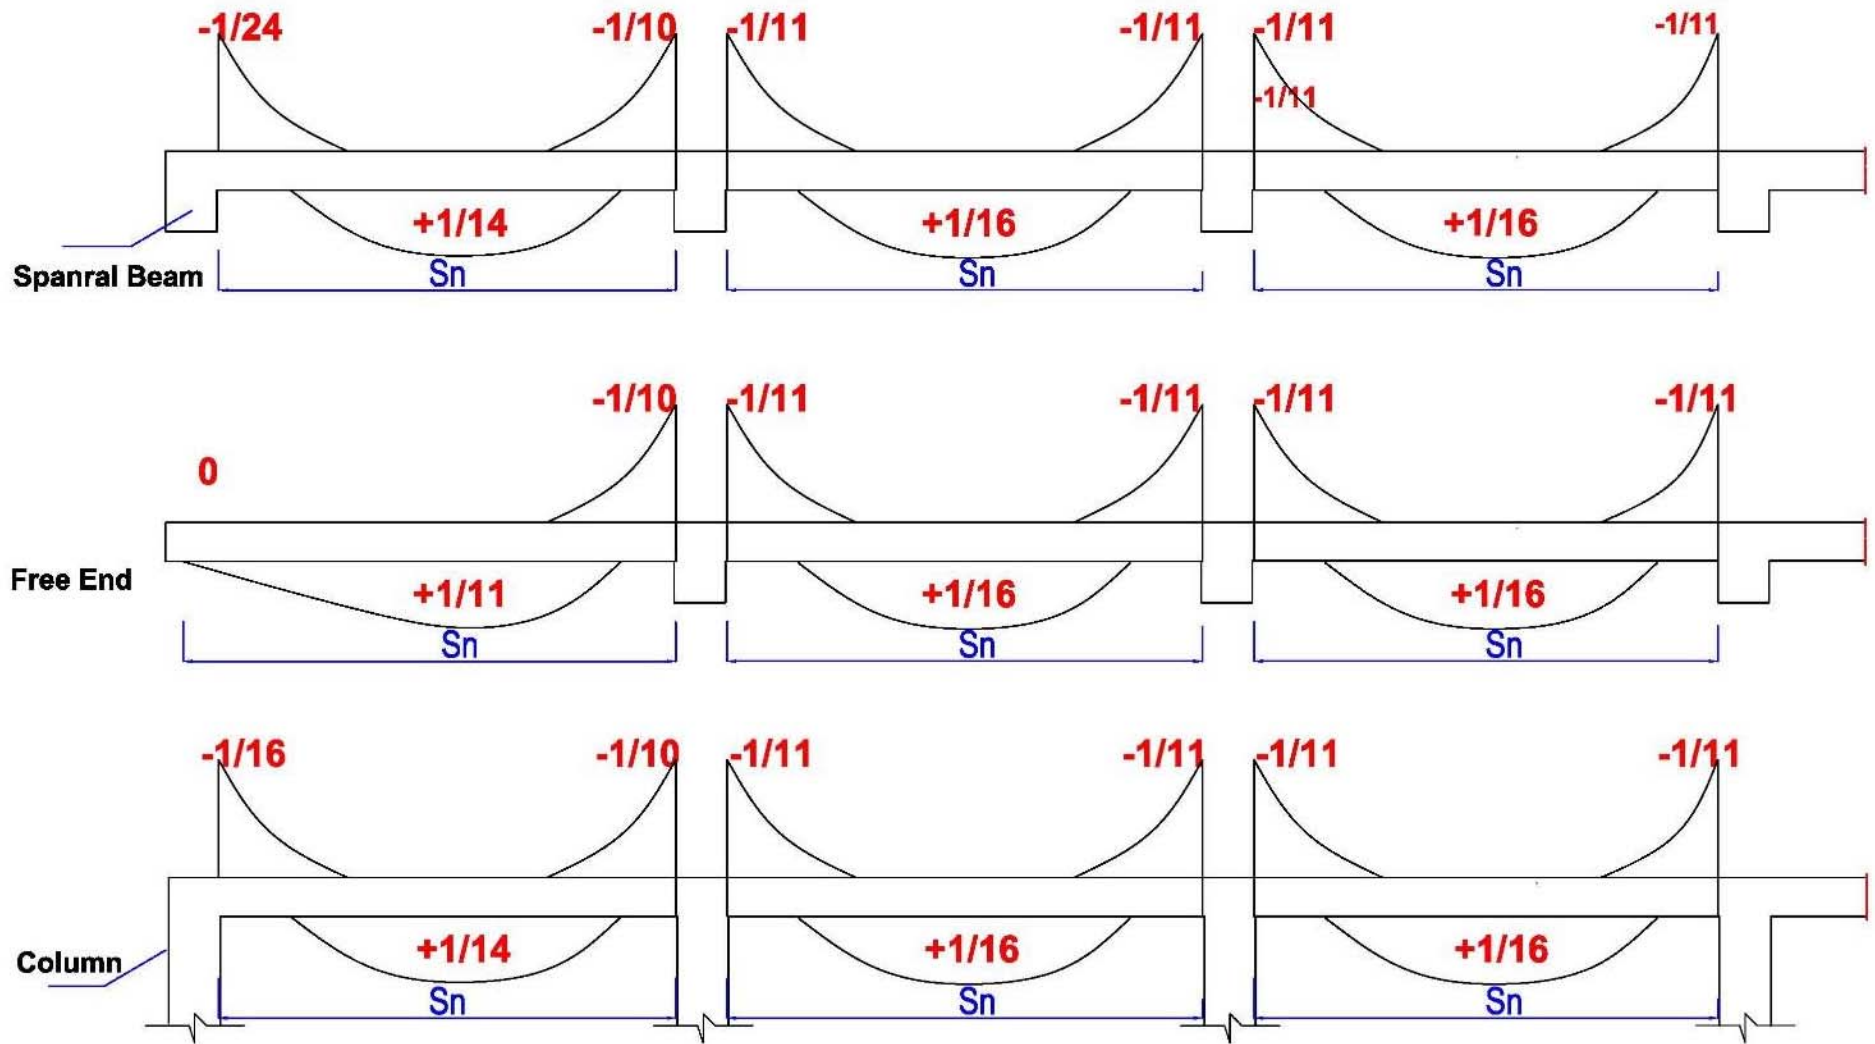 -1/24 -1/10 -1/11 -1/11 -1/11 -1/11
-1/11
+1/14 +1/16 +1/16
Spanral Beam Sn Sn Sn
-1/10 -1/11 -1/11 -1/11 -1/11
0
Free End +1/11 +1/16 +1/16
Sn Sn Sn
-1/16 -1/10 -1/11 -1/11 -1/11 -1/11
Column +1/14 +1/16 +1/16
Sn Sn Sn